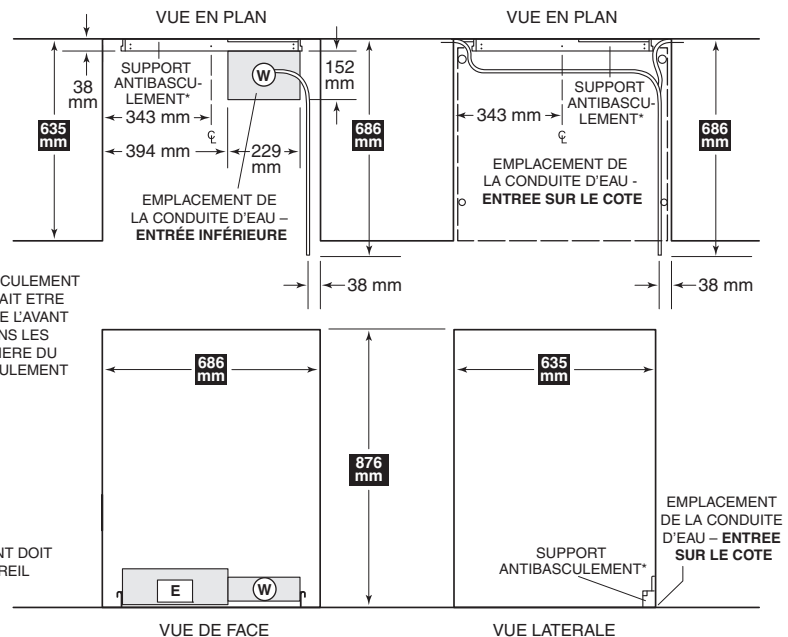 VUE EN PLAN
SUPPORT
ANTIBASCU-
LEMENT*
38
mm
635
mm
343 mm
394 mm
229
mm
152
mm
W
℄
686
mm
EMPLACEMENT DE
LA CONDUITE D'EAU –
ENTRÉE INFÉRIEURE
38 mm
VUE EN PLAN
SUPPORT
ANTIBASCU-
LEMENT*
343 mm
℄
686
mm
EMPLACEMENT DE
LA CONDUITE D'EAU -
ENTREE SUR LE COTE
38 mm
CULEMENT
AIT ETRE
E L'AVANT
NS LES
IERE DU
ULEMENT
NT DOIT
REIL
686
mm
876
mm
E
W
VUE DE FACE
635
mm
SUPPORT
ANTIBASCULEMENT*
EMPLACEMENT
DE LA CONDUITE
D'EAU – ENTREE
SUR LE COTE
VUE LATERALE